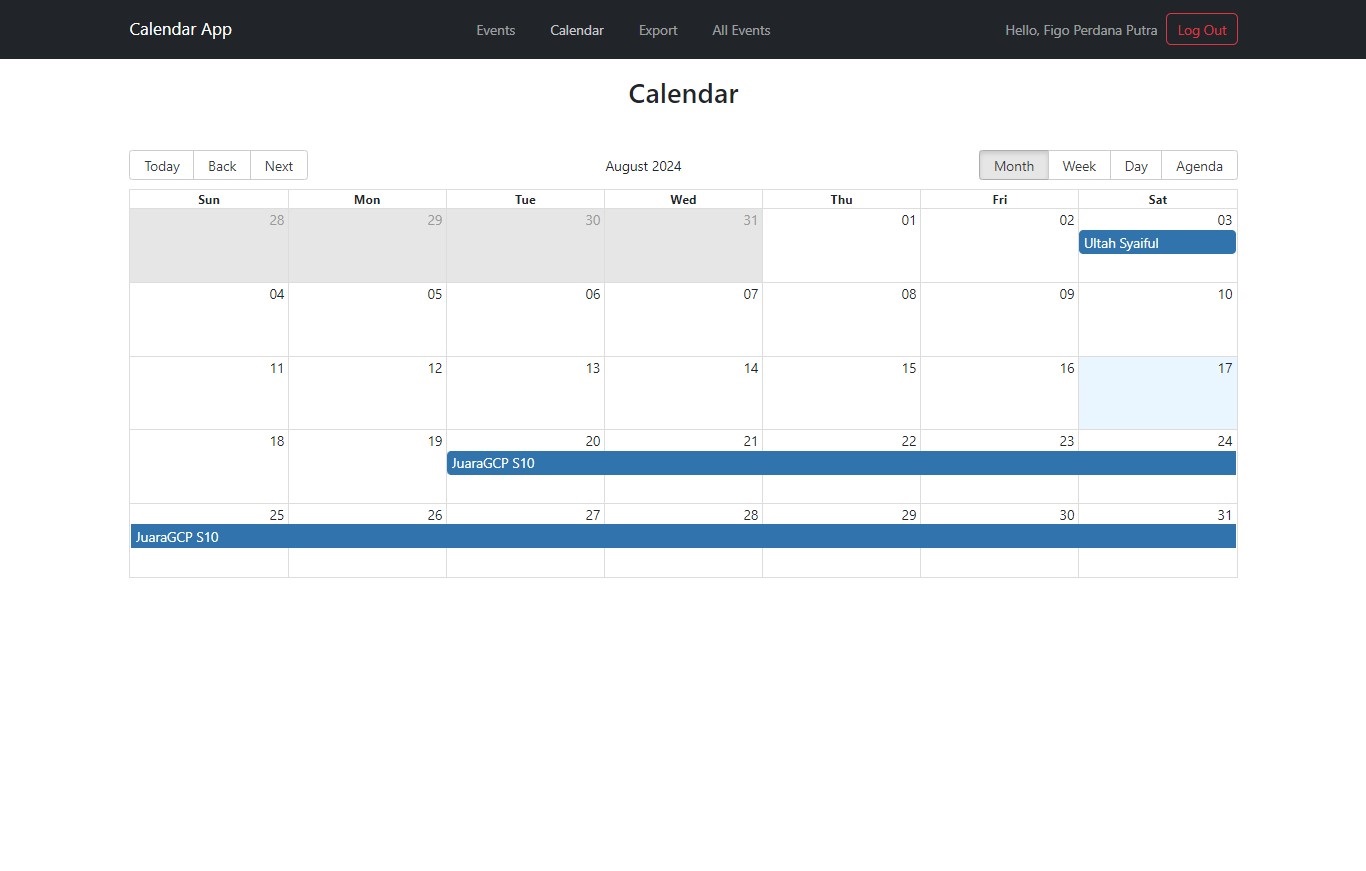 Calendar App Events Calendar Export All Events Hello, Figo Perdana Putra Log Out
Calendar
Today Back Next August 2024 Month Week Day Agenda
Sun Mon Tue Wed Thu Fri Sat
28 29 30 31 01 02 03
Ultah Syaiful
04 05 06 07 08 09 10
11 12 13 14 15 16 17
18 19 20 21 22 23 24
JuaraGCP S10
25 26 27 28 29 30 31
JuaraGCP S10